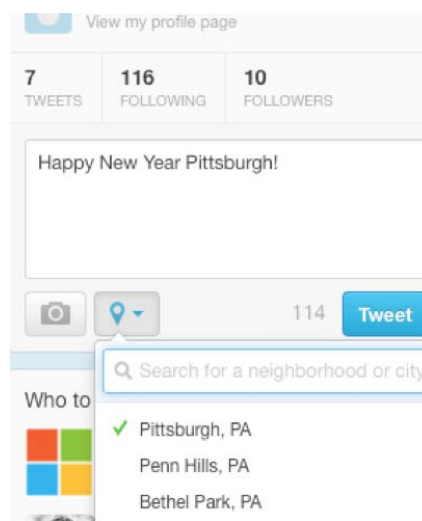 View my profile page
7 116 10
TWEETS FOLLOWING FOLLOWERS
Happy New Year Pittsburgh!
114 Tweet
Search for a neighborhood or city
Who to
Pittsburgh, PA
Penn Hills, PA
Bethel Park, PA